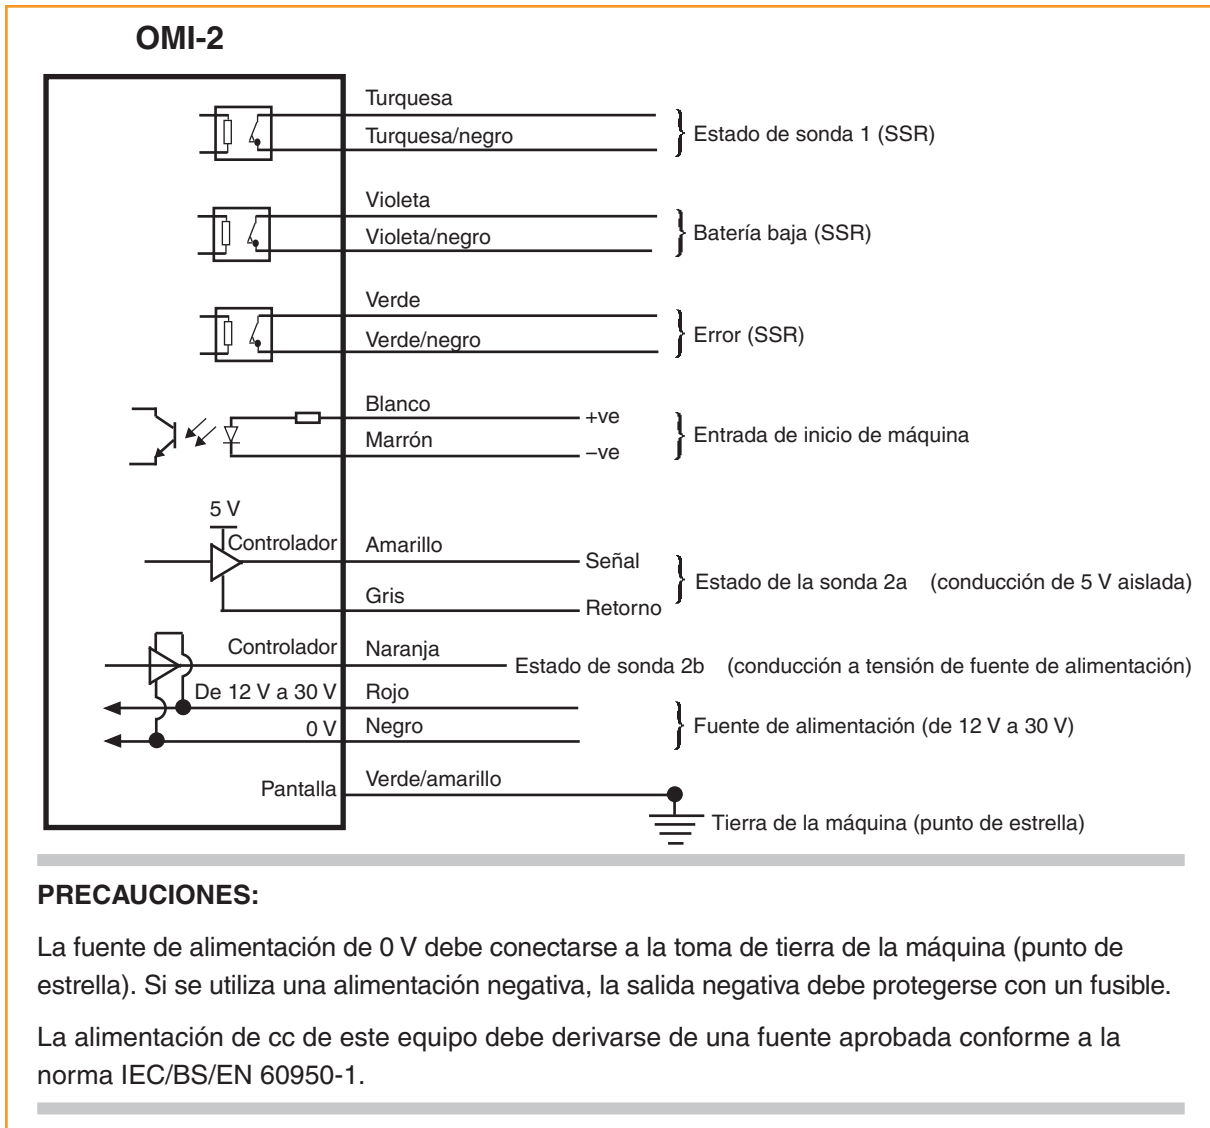 OMI-2
Turquesa
Turquesa/negro
Estado de sonda 1 (SSR)
Violeta
Violeta/negro
Batería baja (SSR)
Verde
Verde/negro
Error (SSR)
Blanco
+ve
Marrón
–ve
Entrada de inicio de máquina
5 V
Controlador
Amarillo
Señal
Gris
Retorno
Estado de la sonda 2a (conducción de 5 V aislada)
Controlador
Naranja
Estado de sonda 2b (conducción a tensión de fuente de alimentación)
De 12 V a 30 V
Rojo
0 V
Negro
Fuente de alimentación (de 12 V a 30 V)
Pantalla
Verde/amarillo
Tierra de la máquina (punto de estrella)
PRECAUCIONES:
La fuente de alimentación de 0 V debe conectarse a la toma de tierra de la máquina (punto de
estrella). Si se utiliza una alimentación negativa, la salida negativa debe protegerse con un fusible.
La alimentación de cc de este equipo debe derivarse de una fuente aprobada conforme a la
norma IEC/BS/EN 60950-1.